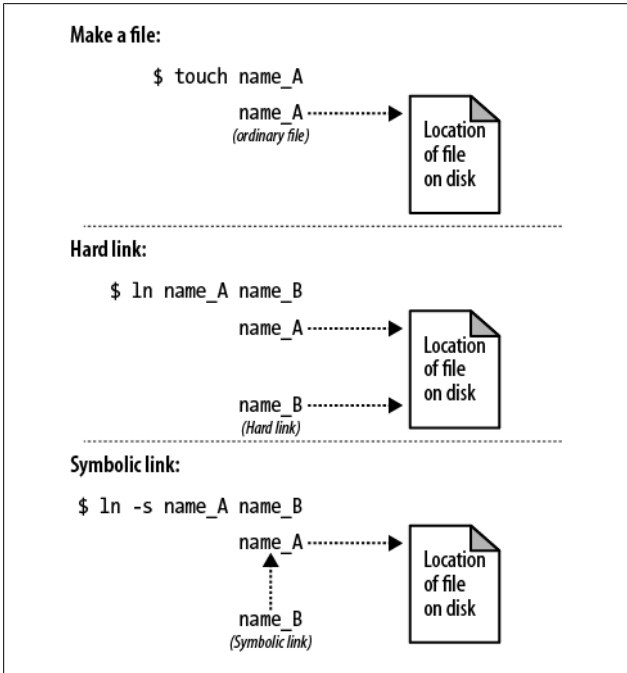 Make a file:
$ touch name_A
name_A
(ordinary file)
Location
of file
on disk
Hard link:
$ ln name_A name_B
name_A
Location
of file
on disk
name_B
(Hard link)
Symbolic link:
$ ln -s name_A name_B
name_A
Location
of file
on disk
name_B
(Symbolic link)